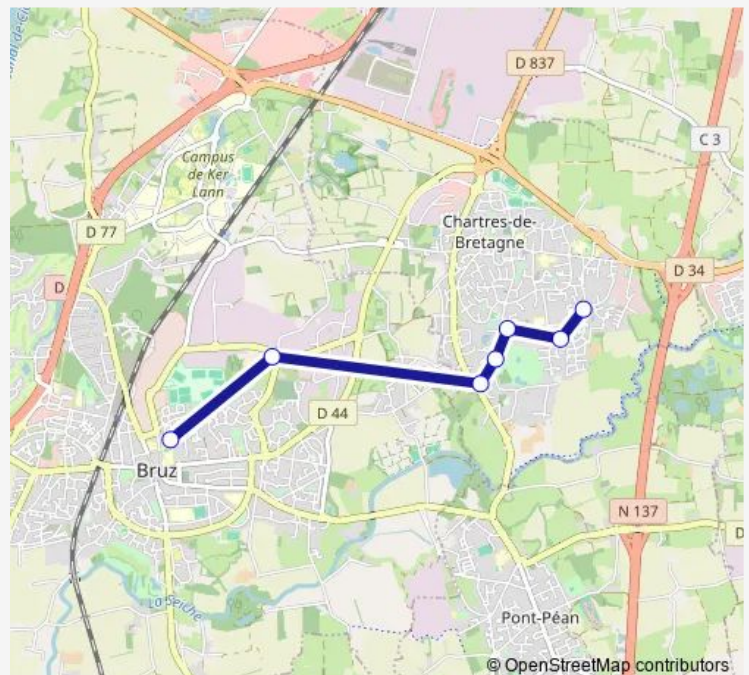 D 837
C 3
Campus
de Ker
Lann
Chartres-de-
Bretagne
D 77
D 34
D
D 44
Bruz
N 137
D
La Seiche
Pont-Péan
© OpenStreetMap contributors